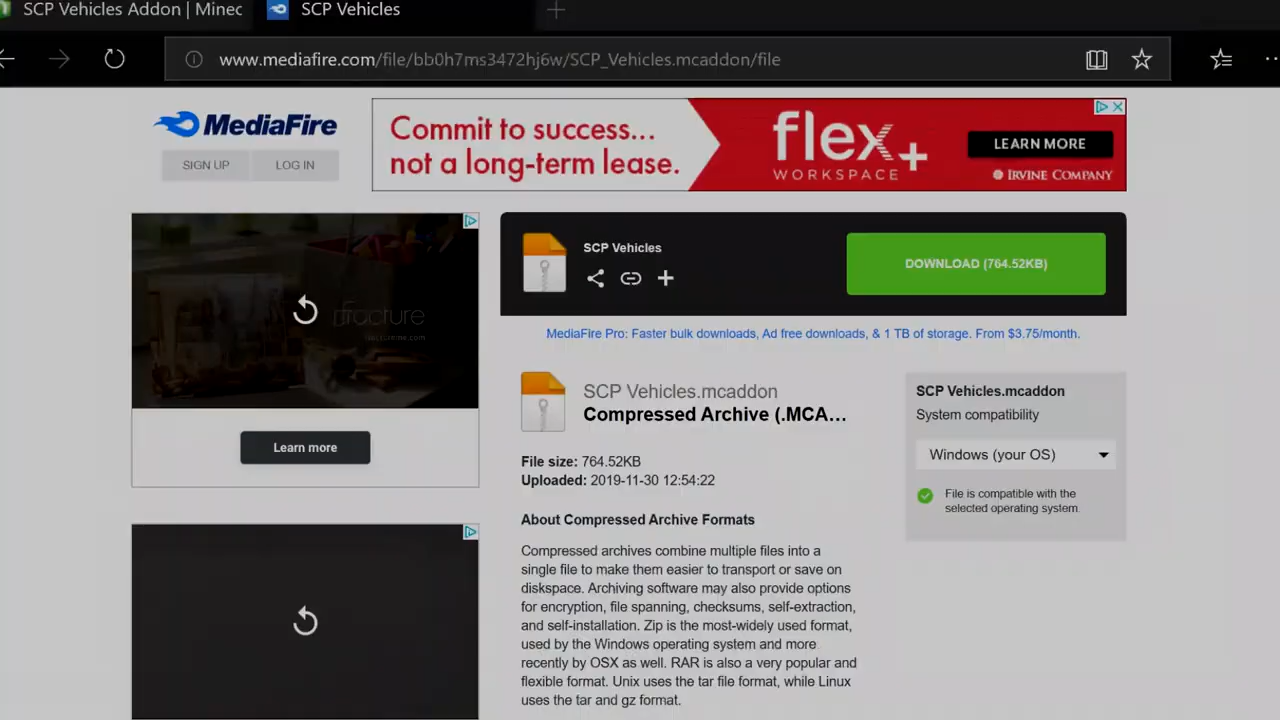 SCP Vehicles Addon | Minec
SCP Vehicles
www.mediafire.com/file/bb0h7ms3472hj6w/SCP_Vehicles.mcaddon/file
MediaFire
SIGN UP
LOG IN
Commit to success...
not a long-term lease.
flex+
WORKSPACE
LEARN MORE
IRVINE COMPANY
fracture
Learn more
SCP Vehicles
DOWNLOAD (764.52KB)
MediaFire Pro: Faster bulk downloads, Ad free downloads, & 1 TB of storage. From $3.75/month.
SCP Vehicles.mcaddon
Compressed Archive (.MCA...
File size: 764.52KB
Uploaded: 2019-11-30 12:54:22
About Compressed Archive Formats
Compressed archives combine multiple files into a
single file to make them easier to transport or save on
diskspace. Archiving software may also provide options
for encryption, file spanning, checksums, self-extraction,
and self-installation. Zip is the most-widely used format,
used by the Windows operating system and more
recently by OSX as well. RAR is also a very popular and
flexible format. Unix uses the tar file format, while Linux
uses the tar and gz format.
SCP Vehicles.mcaddon
System compatibility
Windows (your OS)
File is compatible with the
selected operating system.